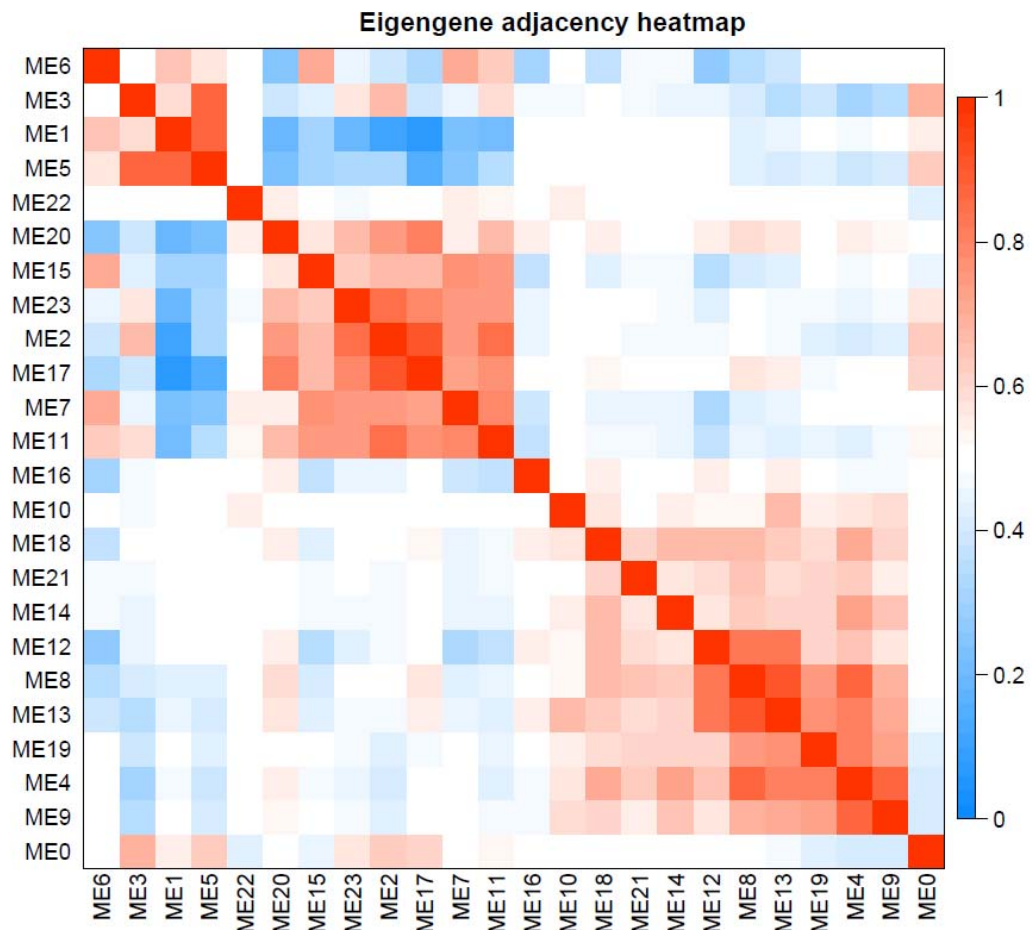 Eigengene adjacency heatmap
ME6
ME3
ME1
ME5
ME22
ME20
ME15
ME23
ME2
ME17
ME7
ME11
ME16
ME10
ME18
ME21
ME14
ME12
ME8
ME13
ME19
ME4
ME9
ME0
1
0.8
0.6
0.4
0.2
0
ME6
ME3
ME1
ME5
ME22
ME20
ME15
ME23
ME2
ME17
ME7
ME11
ME16
ME10
ME18
ME21
ME14
ME12
ME8
ME13
ME19
ME4
ME9
ME0